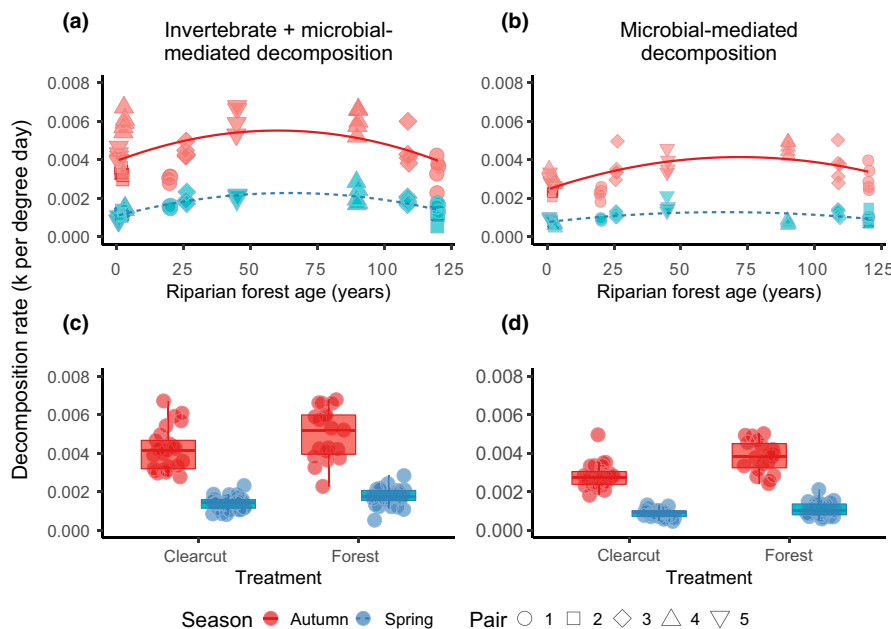 (a)
Invertebrate + microbial-
mediated decomposition
(b)
Microbial-mediated
decomposition
Decomposition rate (k per degree day)
0.008
0.006
0.004
0.002
0.000
0 25 50 75 100 125
Riparian forest age (years)
0.008
0.006
0.004
0.002
0.000
0 25 50 75 100 125
Riparian forest age (years)
(c)
0.008
0.006
0.004
0.002
0.000
Clearcut Forest
Treatment
(d)
0.008
0.006
0.004
0.002
0.000
Clearcut Forest
Treatment
Season Autumn Spring Pair 1 2 3 4 5